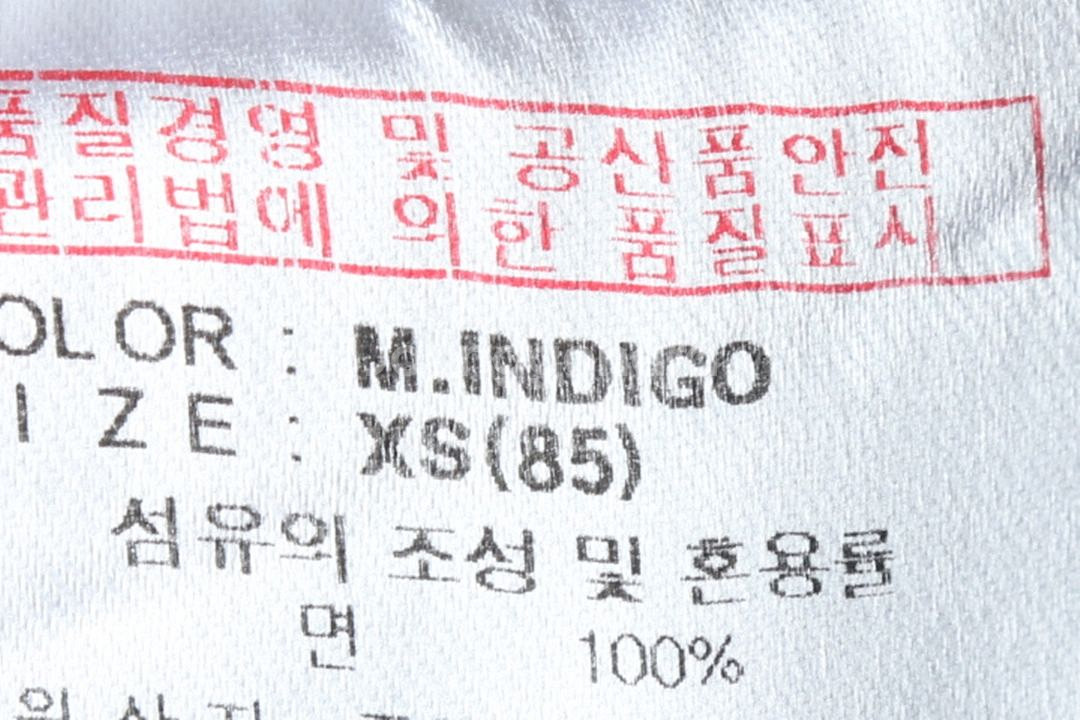 품질경영 및 공산품안전
관리법에 의한 품질표시
OLOR : M.INDIGO
IZE : XS(85)
섬유의 조성 및 혼용률
면 100%